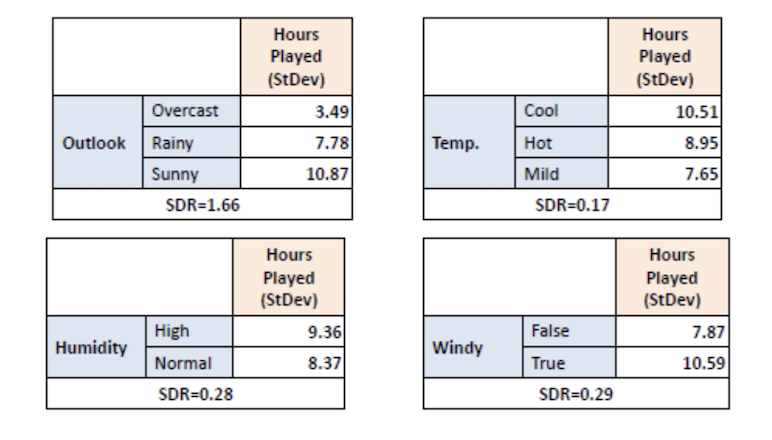 Hours
Played
(StDev)
Overcast 3.49
Outlook Rainy 7.78
Sunny 10.87
SDR=1.66
Hours
Played
(StDev)
Cool 10.51
Temp. Hot 8.95
Mild 7.65
SDR=0.17
Hours
Played
(StDev)
High 9.36
Humidity
Normal 8.37
SDR=0.28
Hours
Played
(StDev)
False 7.87
Windy
True 10.59
SDR=0.29